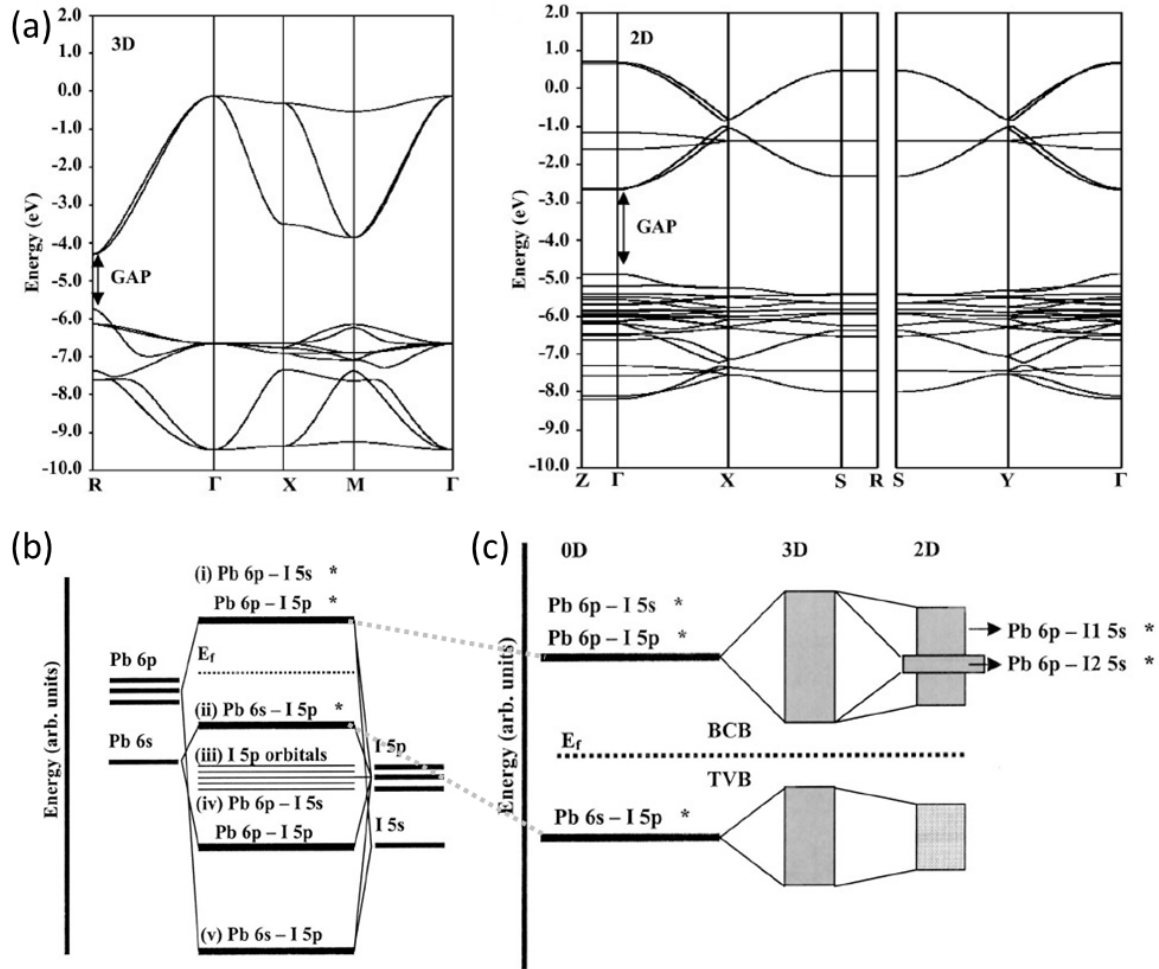 (a)
3D
Energy (eV)
2.0
1.0
0.0
-1.0
-2.0
-3.0
-4.0
-5.0
-6.0
-7.0
-8.0
-9.0
-10.0
GAP
R Γ X M Γ
2D
Energy (eV)
2.0
1.0
0.0
-1.0
-2.0
-3.0
-4.0
-5.0
-6.0
-7.0
-8.0
-9.0
-10.0
GAP
Z Γ X S R S Y Γ
(b)
Energy (arb. units)
(i) Pb 6p – I 5s *
Pb 6p – I 5p *
Pb 6p
Ef
(ii) Pb 6s – I 5p *
Pb 6s
(iii) I 5p orbitals
I 5p
(iv) Pb 6p – I 5s
Pb 6p – I 5p
I 5s
(v) Pb 6s – I 5p
(c)
Energy (arb. units)
0D 3D 2D
Pb 6p – I 5s *
Pb 6p – I 5p *
Pb 6p – I1 5s *
Pb 6p – I2 5s *
BCB
Ef
TVB
Pb 6s – I 5p *